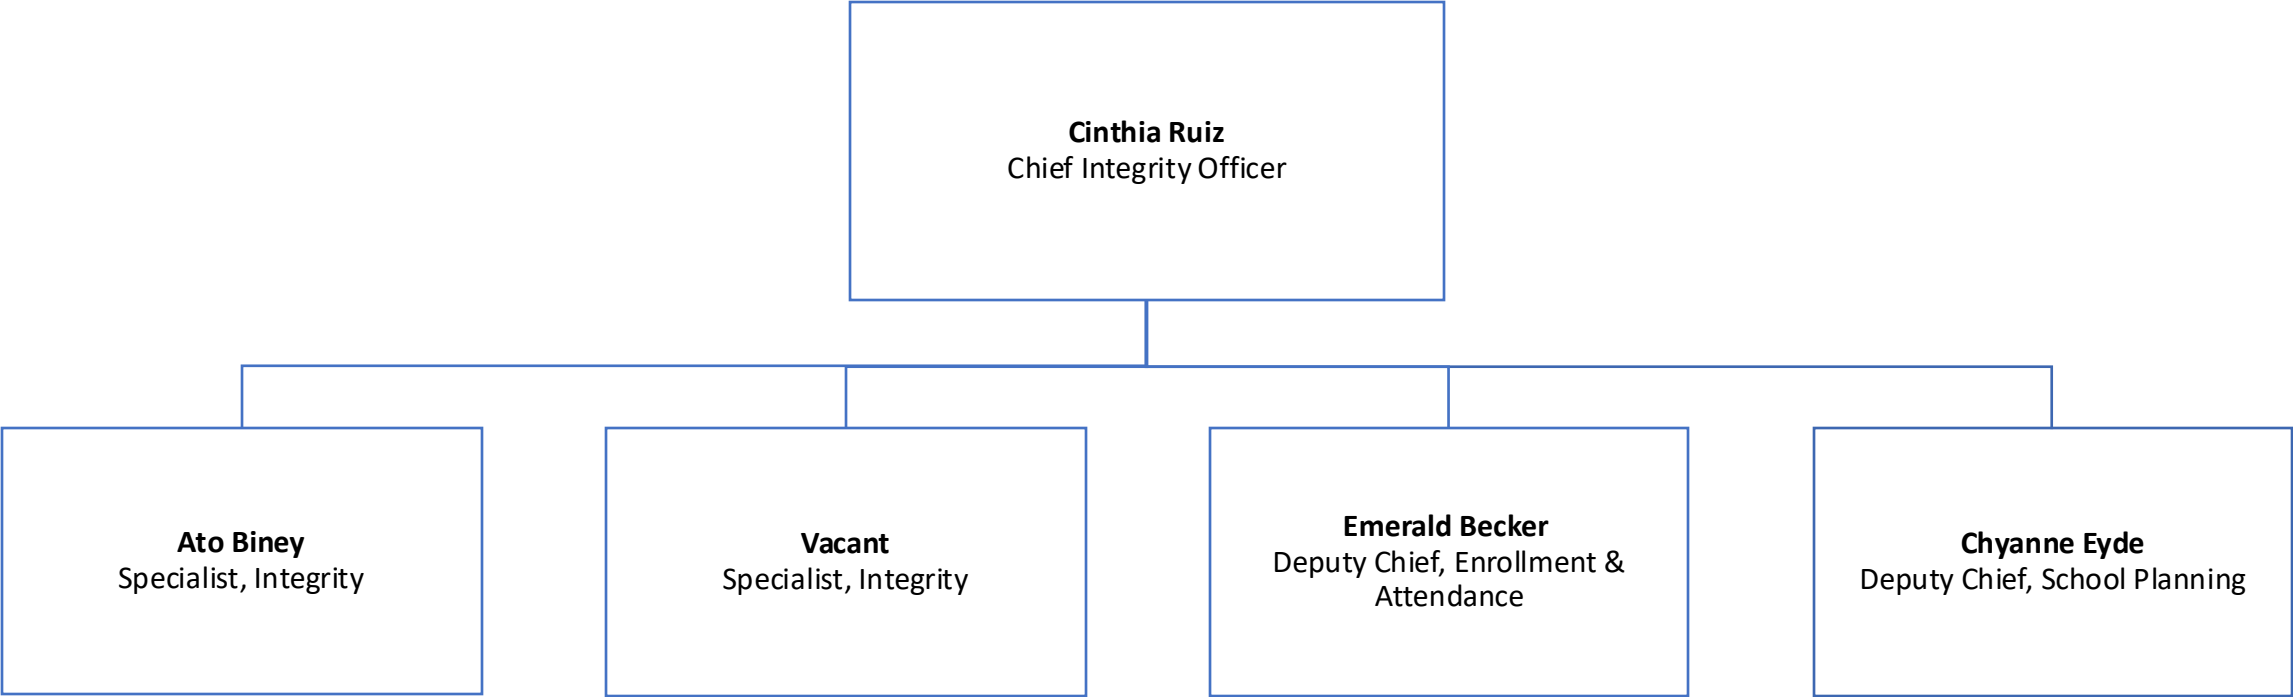 Cinthia Ruiz
Chief Integrity Officer
Ato Biney
Specialist, Integrity
Vacant
Specialist, Integrity
Emerald Becker
Deputy Chief, Enrollment &
Attendance
Chyanne Eyde
Deputy Chief, School Planning